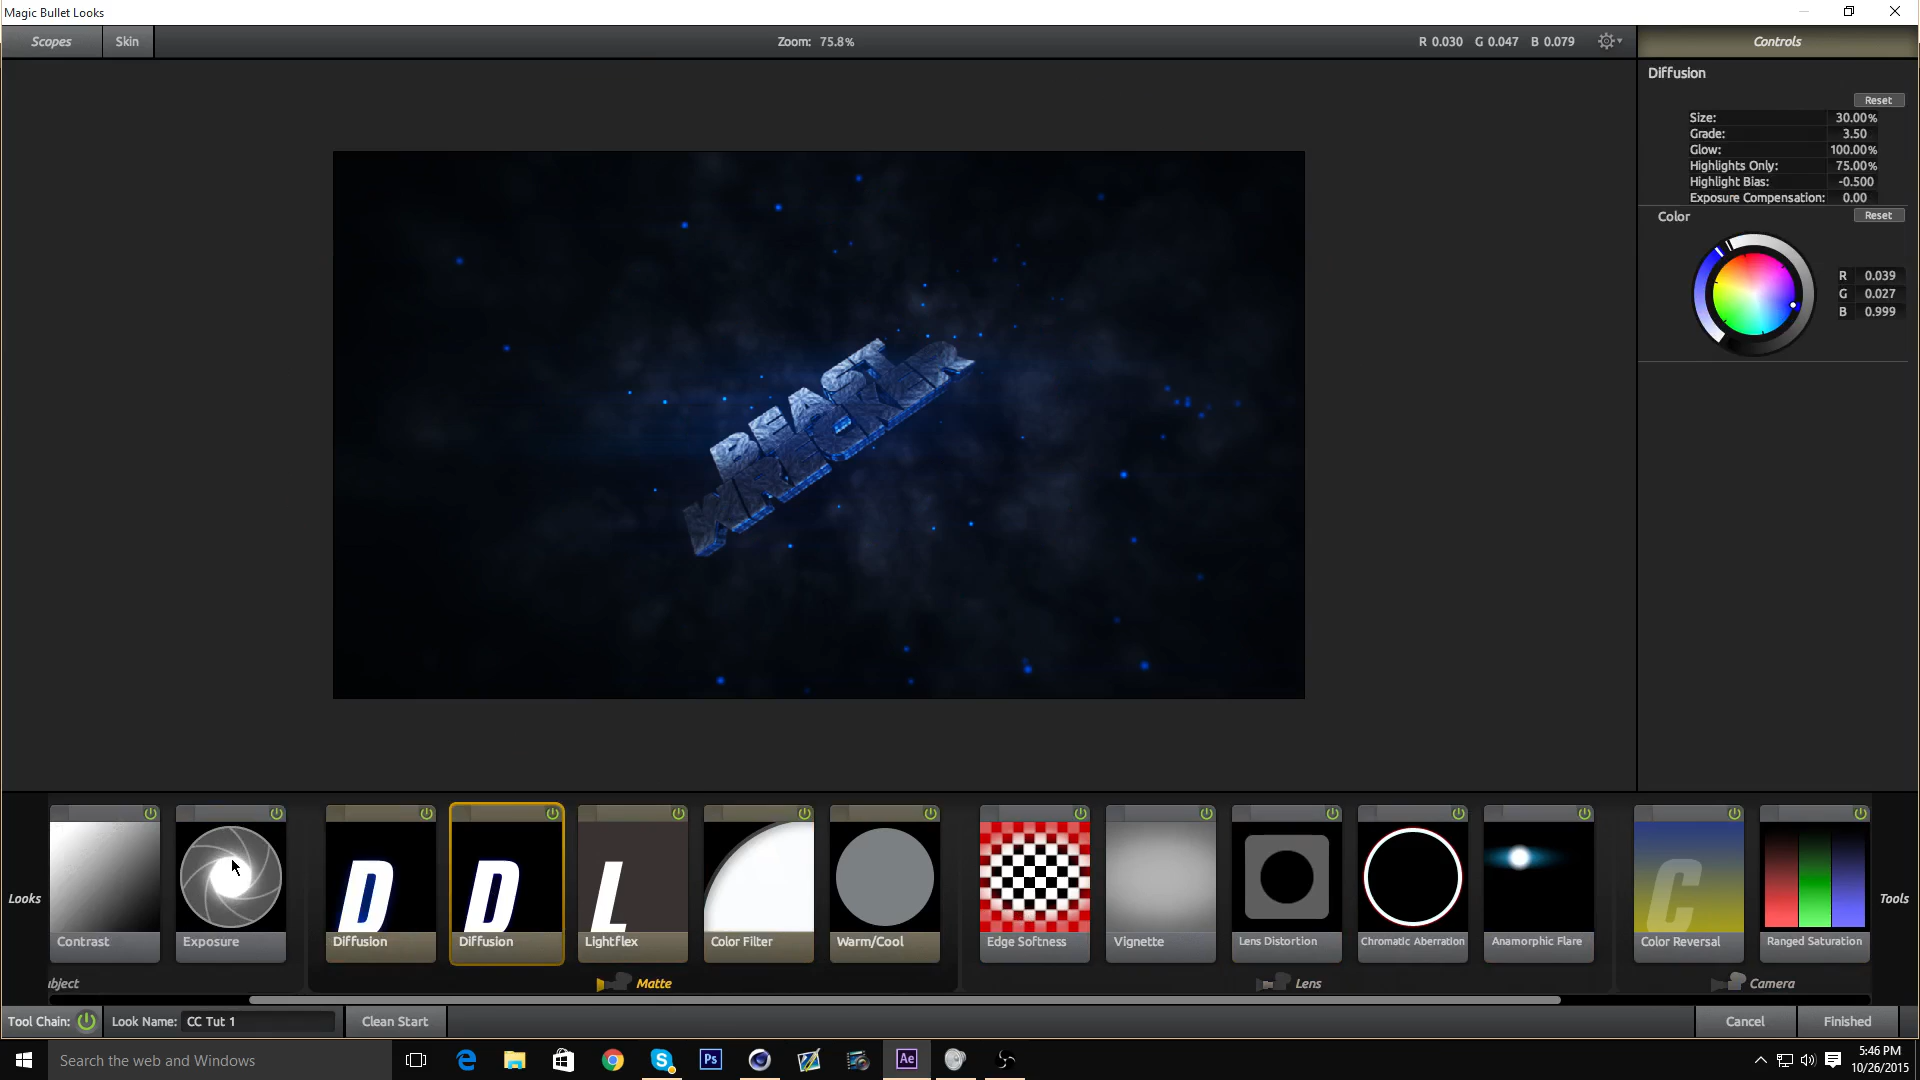 Magic Bullet Looks
Scopes
Skin
Zoom: 75.8%
R 0.030 G 0.047 B 0.079
Controls
Diffusion
Reset
Size: 30.00%
Grade: 3.50
Glow: 100.00%
Highlights Only: 75.00%
Highlight Bias: -0.500
Exposure Compensation: 0.00
Color
Reset
R 0.039
G 0.027
B 0.999
BEAST
Looks
Contrast
Exposure
D
Diffusion
D
Diffusion
L
Lightflex
Color Filter
Warm/Cool
Edge Softness
Vignette
Lens Distortion
Chromatic Aberration
Anamorphic Flare
C
Color Reversal
Ranged Saturation
Tools
ubject
Matte
Lens
Camera
Tool Chain:
Look Name: CC Tut 1
Clean Start
Cancel
Finished
Search the web and Windows
Ps
Ae
5:46 PM
10/26/2015